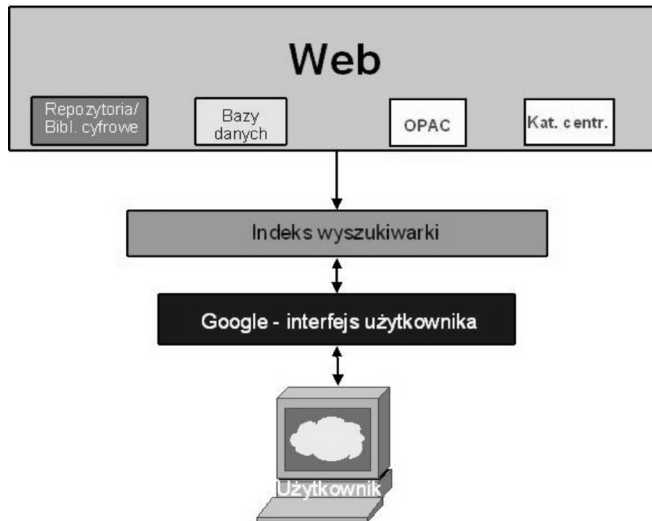 Web
Repozytoria/
Bibl. cyfrowe
Bazy
danych
OPAC
Kat. centr.
Indeks wyszukiwarki
Google - interfejs użytkownika
Użytkownik